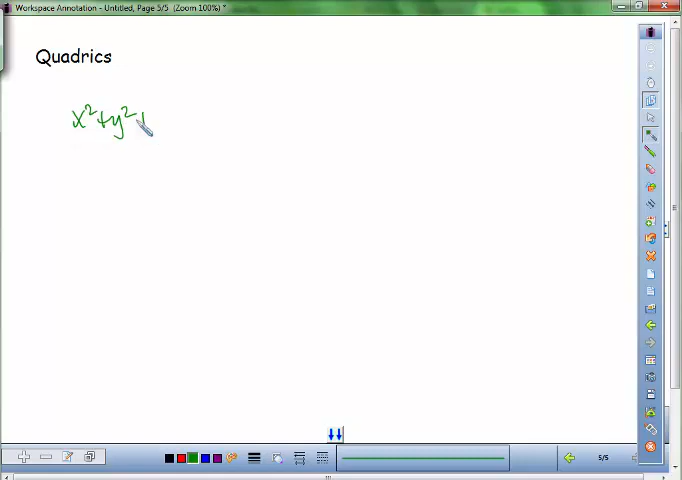 Workspace Annotation - Untitled, Page 5/5 (Zoom 100%) *
Quadrics
x²+y²
5/5